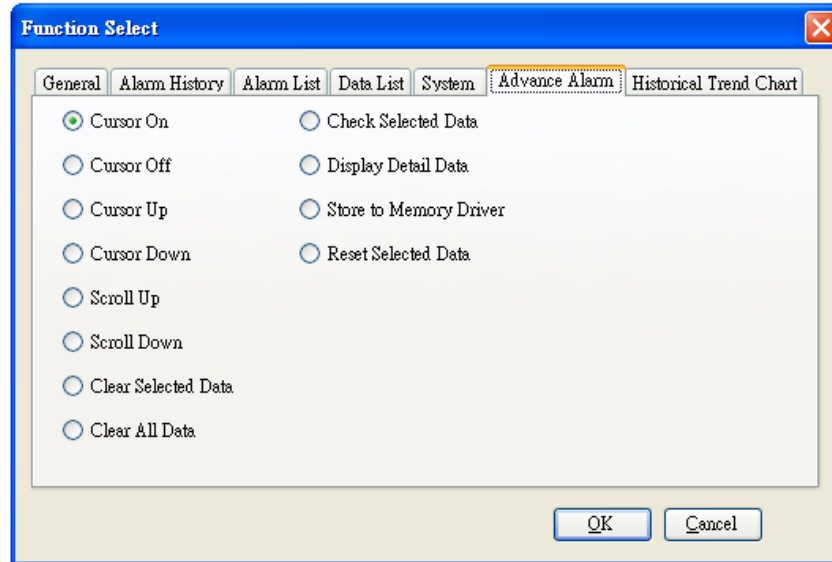 Function Select
General Alarm History Alarm List Data List System Advance Alarm Historical Trend Chart
Cursor On Check Selected Data
Cursor Off Display Detail Data
Cursor Up Store to Memory Driver
Cursor Down Reset Selected Data
Scroll Up
Scroll Down
Clear Selected Data
Clear All Data
OK Cancel